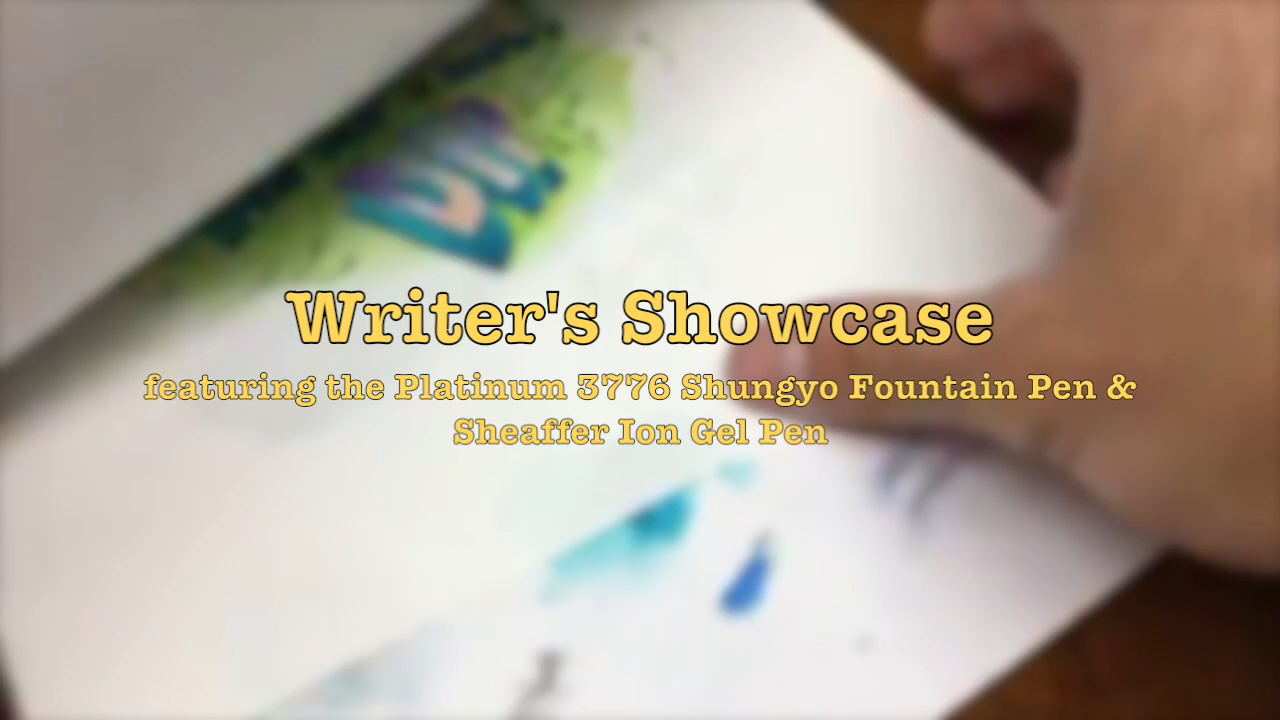 Writer's Showcase
featuring the Platinum 3776 Shungyo Fountain Pen &
Sheaffer Ion Gel Pen